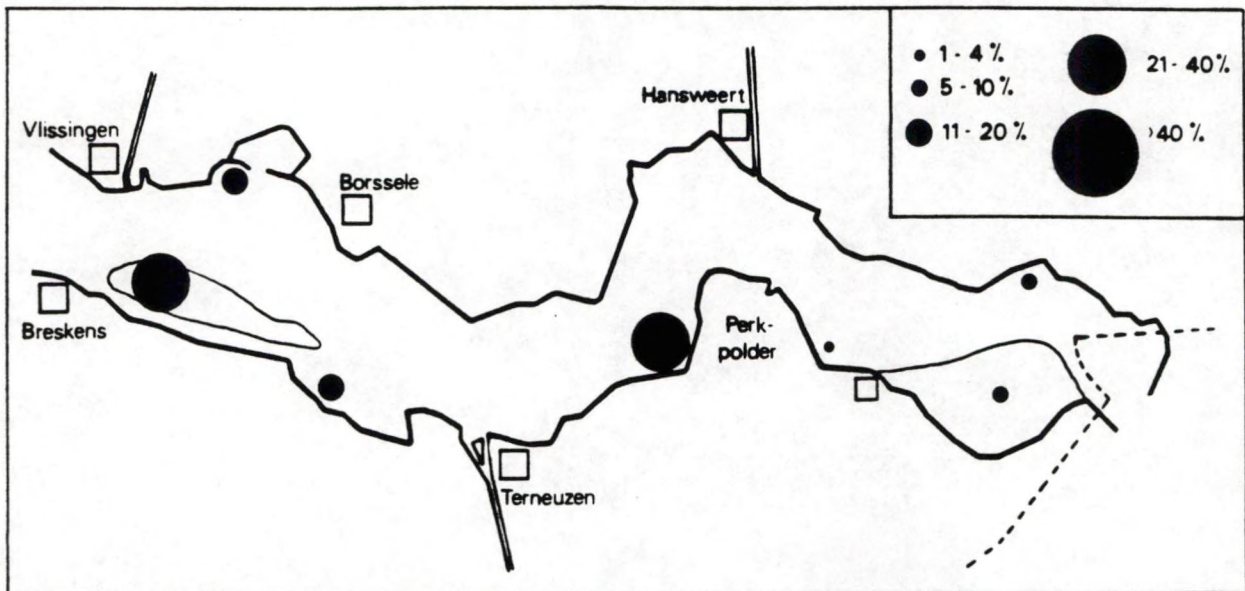 1 - 4 %
5 - 10 %
11 - 20 %
21 - 40 %
>40 %
Hansweert
Vlissingen
Borssele
Breskens
Perk-
polder
Terneuzen